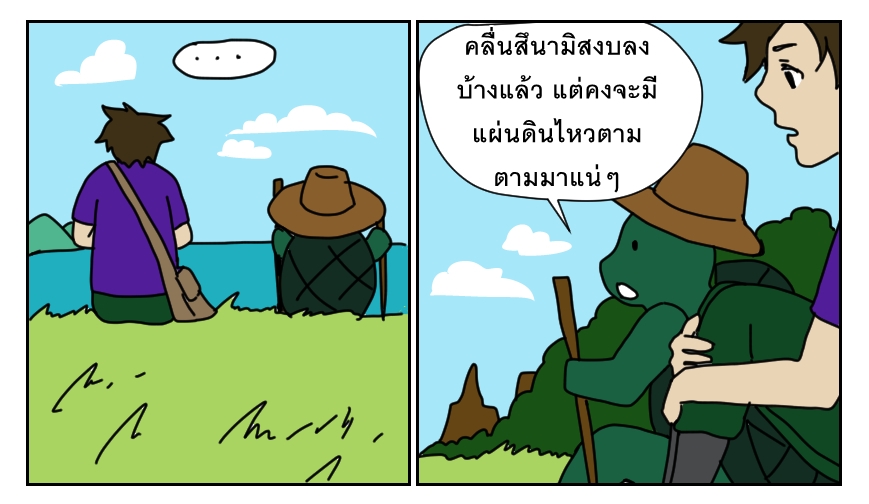 ...
คลื่นสึนามิสงบลง
บ้างแล้ว แต่คงจะมี
แผ่นดินไหวตาม
ตามมาแน่ๆ